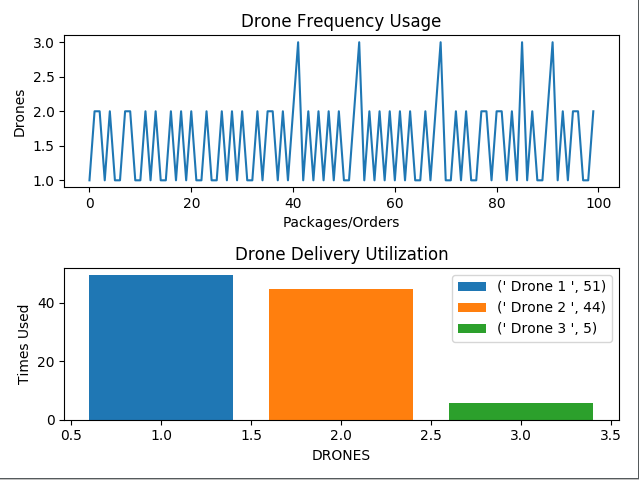 Drone Frequency Usage
3.0
2.5
2.0
1.5
1.0
Drones
0 20 40 60 80 100
Packages/Orders
Drone Delivery Utilization
40
20
0
Times Used
(' Drone 1 ', 51)
(' Drone 2 ', 44)
(' Drone 3 ', 5)
0.5 1.0 1.5 2.0 2.5 3.0 3.5
DRONES